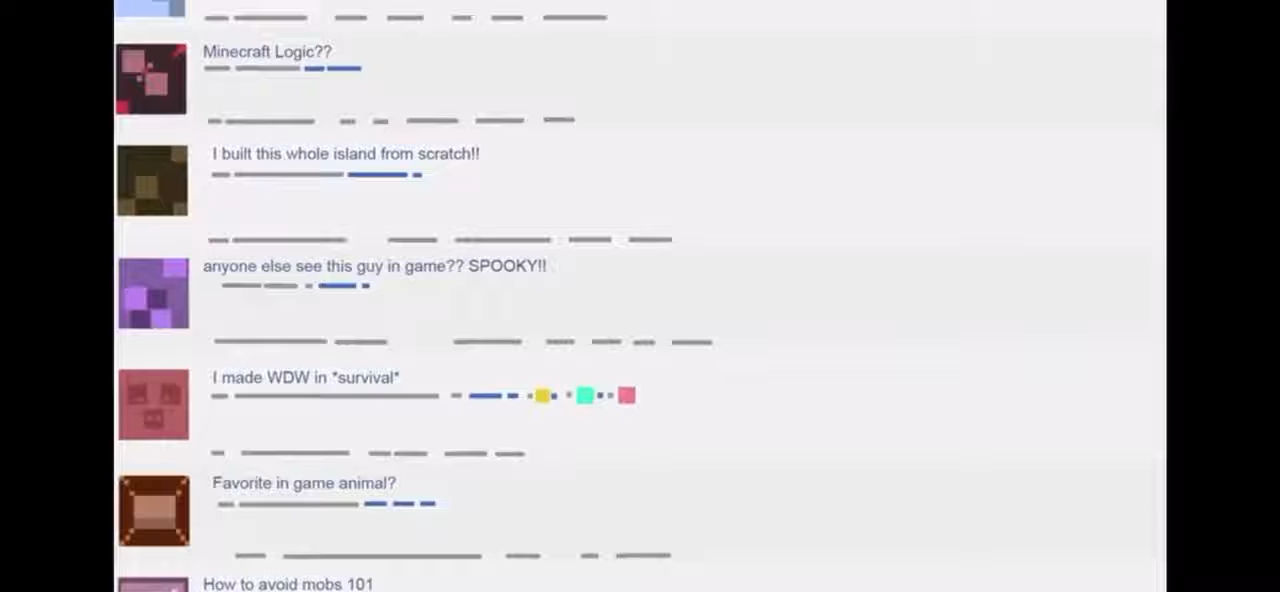 Minecraft Logic??
I built this whole island from scratch!!
anyone else see this guy in game?? SPOOKY!!
I made WDW in *survival*
Favorite in game animal?
How to avoid mobs 101